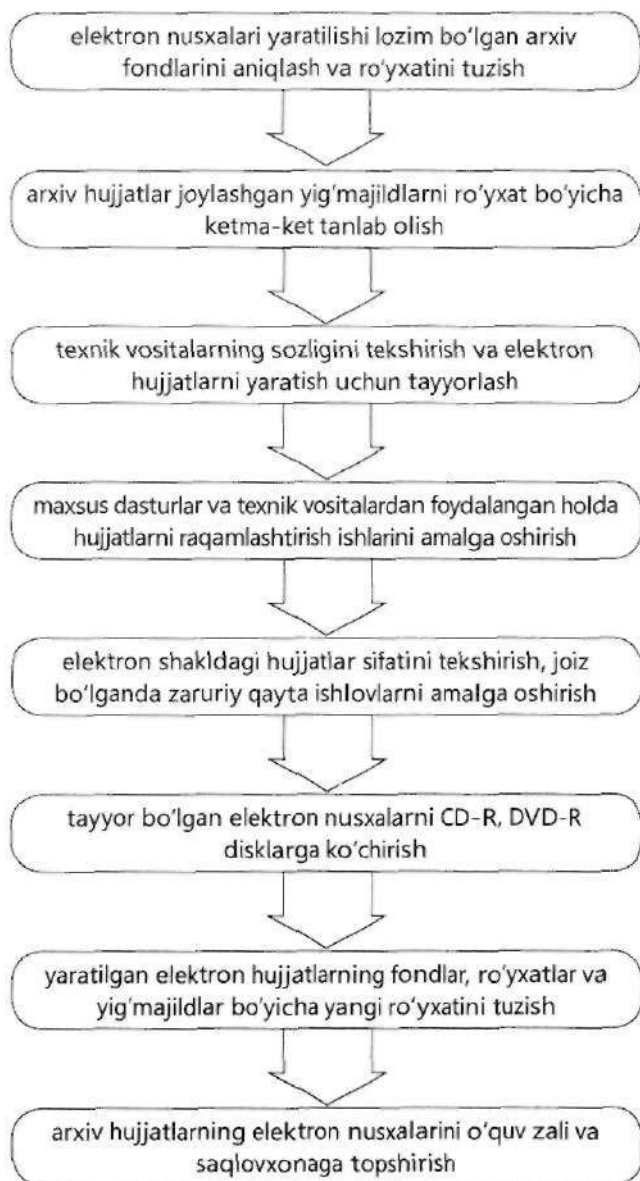 elektron nusxalari yaratilishi lozim bo‘lgan arxiv
fondlarini aniqlash va ro‘yxatini tuzish
arxiv hujjatlar joylashgan yig‘majildlarni ro‘yxat bo‘yicha
ketma-ket tanlab olish
texnik vositalarning sozligini tekshirish va elektron
hujjatlarni yaratish uchun tayyorlash
maxsus dasturlar va texnik vositalardan foydalangan holda
hujjatlarni raqamlashtirish ishlarini amalga oshirish
elektron shakldagi hujjatlar sifatini tekshirish, joiz
bo‘lganda zaruriy qayta ishlovlarni amalga oshirish
tayyor bo‘lgan elektron nusxalarni CD-R, DVD-R
disklarga ko‘chirish
yaratilgan elektron hujjatlarning fondlar, ro‘yxatlar va
yig‘majildlar bo‘yicha yangi ro‘yxatini tuzish
arxiv hujjatlarning elektron nusxalarini o‘quv zali va
saqlovxonaga topshirish